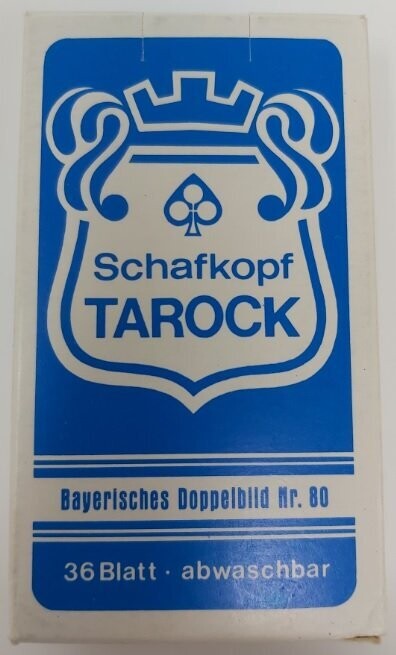 Schafkopf
TAROCK
Bayerisches Doppelbild Nr. 80
36 Blatt · abwaschbar